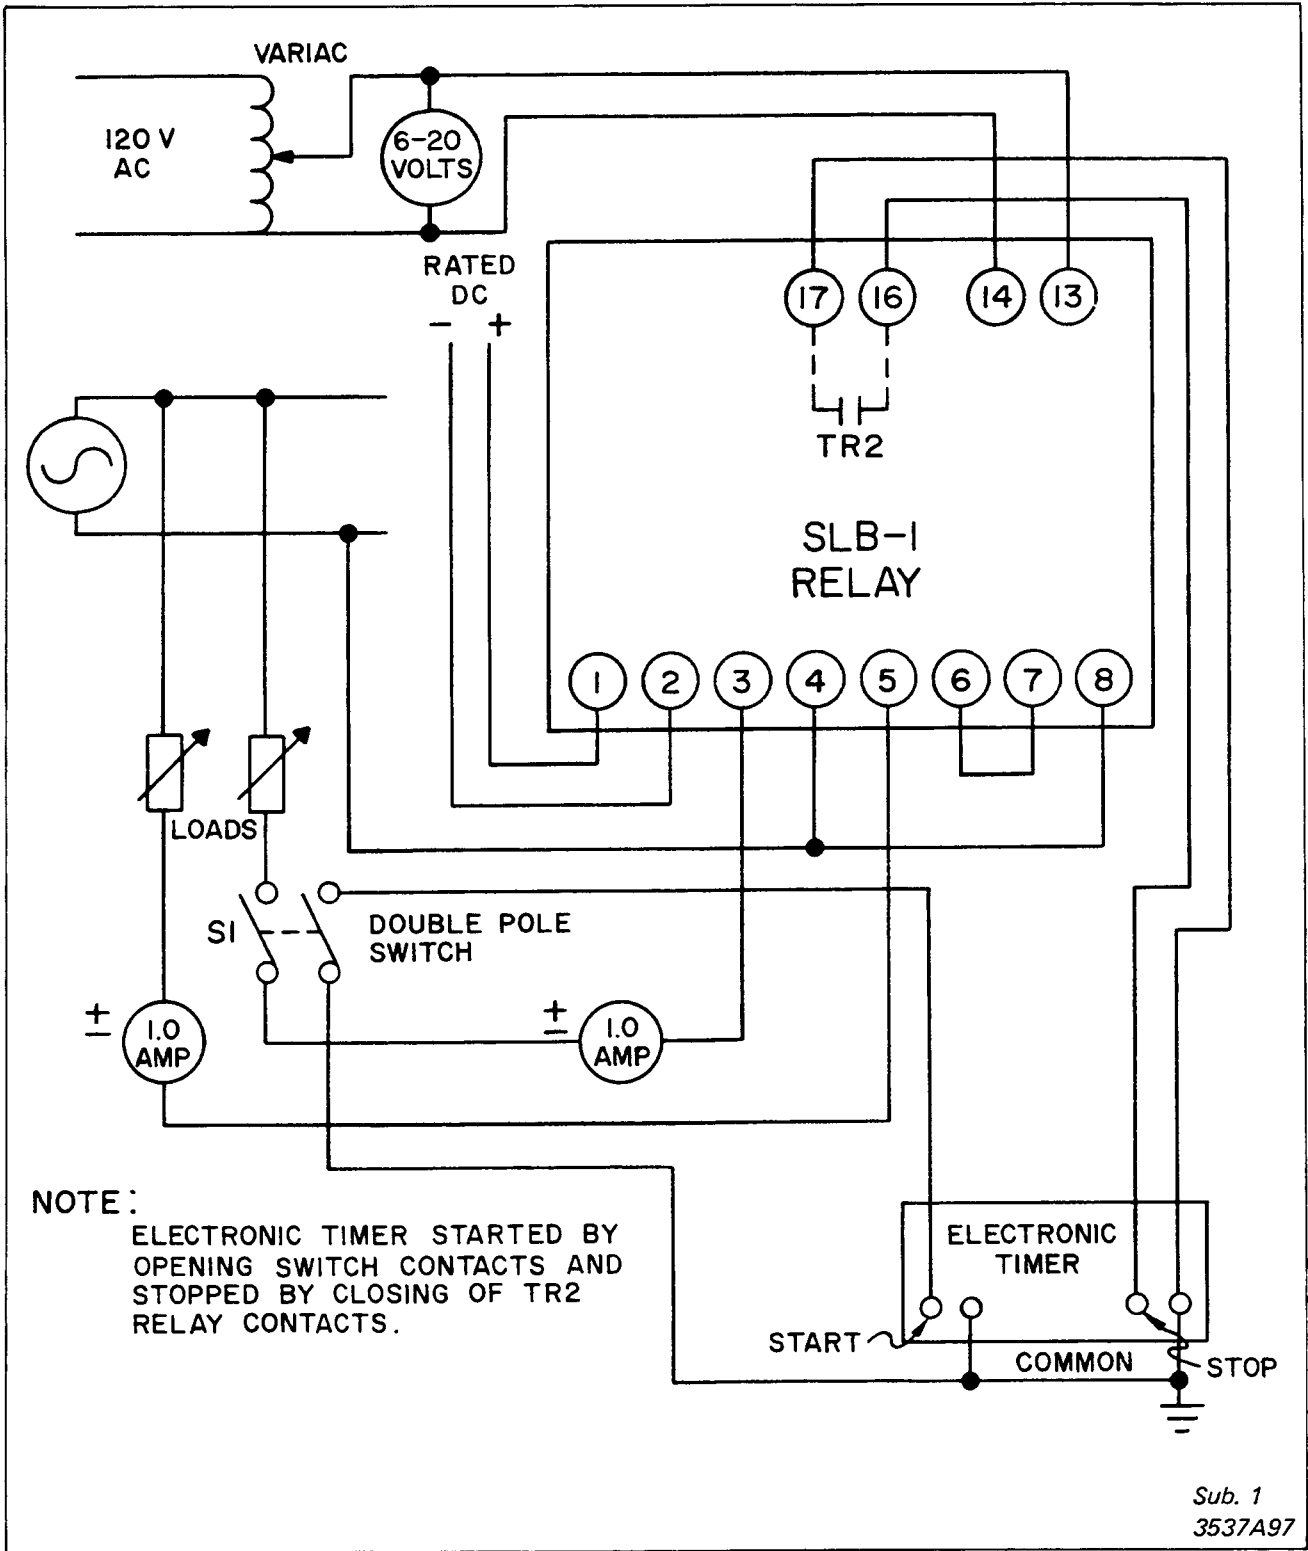 VARIAC
120 V
AC
6-20
VOLTS
RATED
DC
- +
17 16 14 13
TR2
SLB-1
RELAY
1 2 3 4 5 6 7 8
LOADS
S1
DOUBLE POLE
SWITCH
±
1.0
AMP
±
1.0
AMP
NOTE:
ELECTRONIC TIMER STARTED BY
OPENING SWITCH CONTACTS AND
STOPPED BY CLOSING OF TR2
RELAY CONTACTS.
ELECTRONIC
TIMER
START
COMMON
STOP
Sub. 1
3537A97